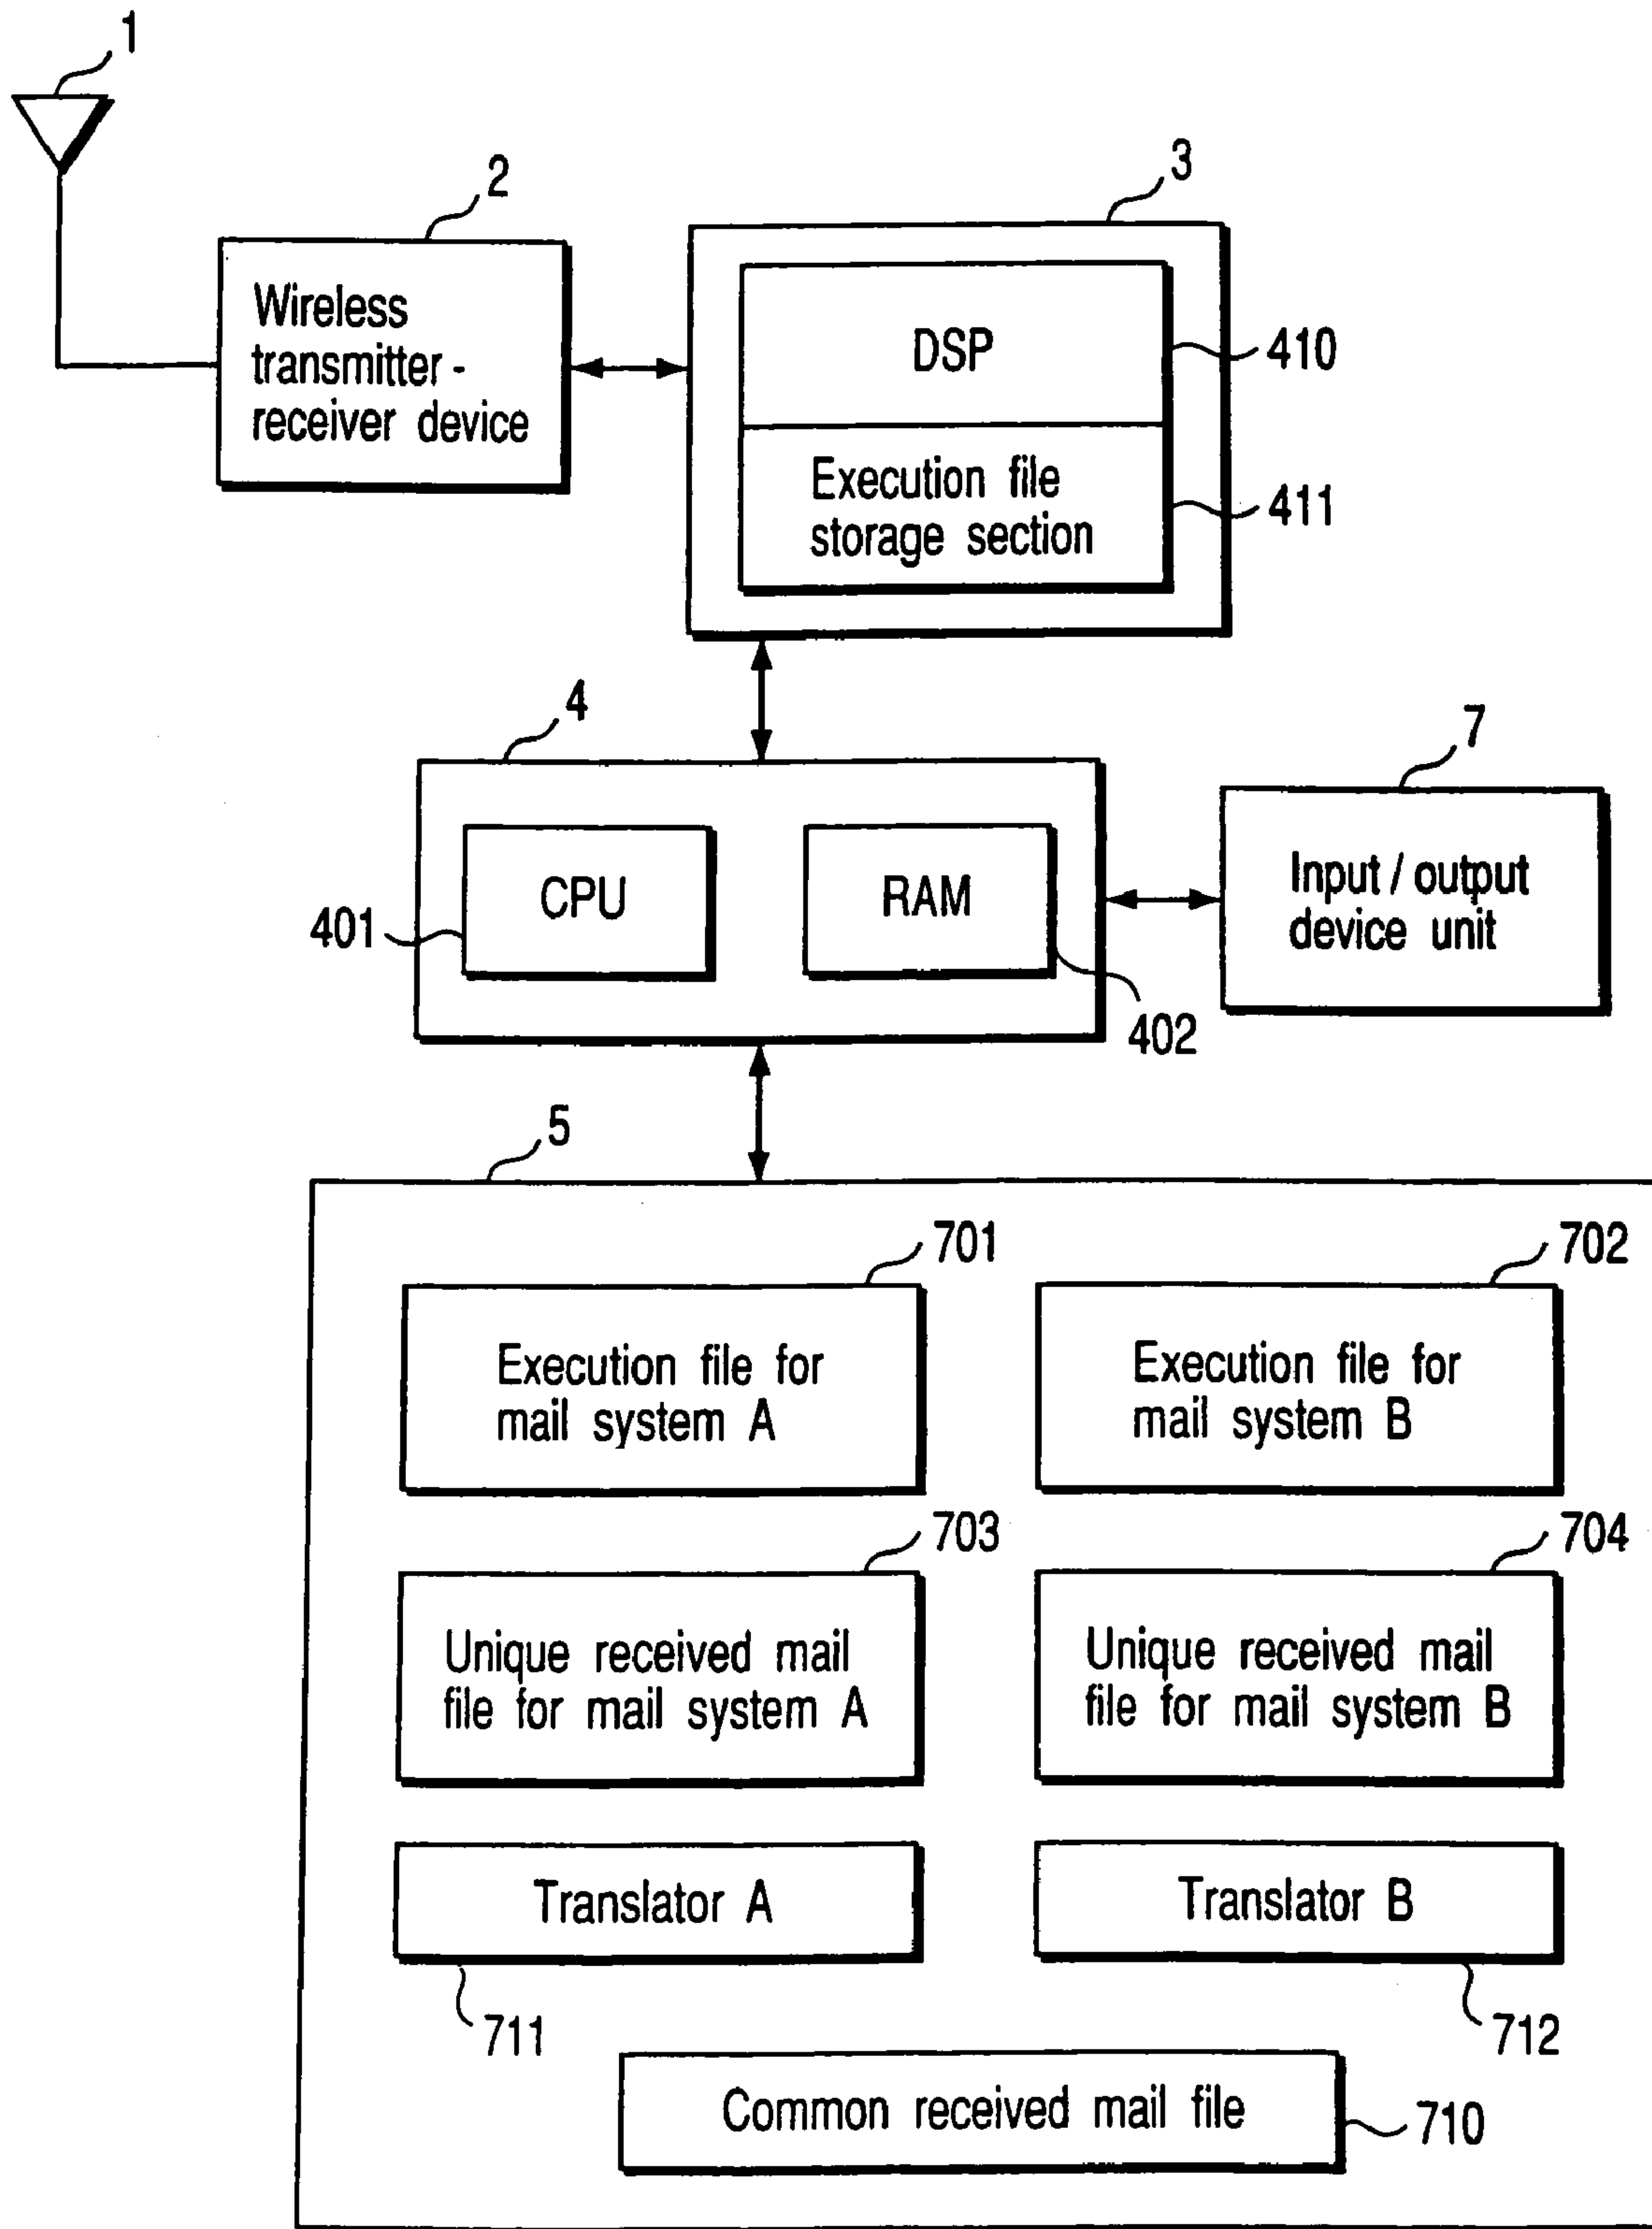 1
2
3
Wireless
transmitter -
receiver device
DSP
410
Execution file
storage section
411
4
7
CPU
RAM
401
402
Input / output
device unit
5
701
702
Execution file for
mail system A
Execution file for
mail system B
703
704
Unique received mail
file for mail system A
Unique received mail
file for mail system B
Translator A
Translator B
711
712
Common received mail file
710